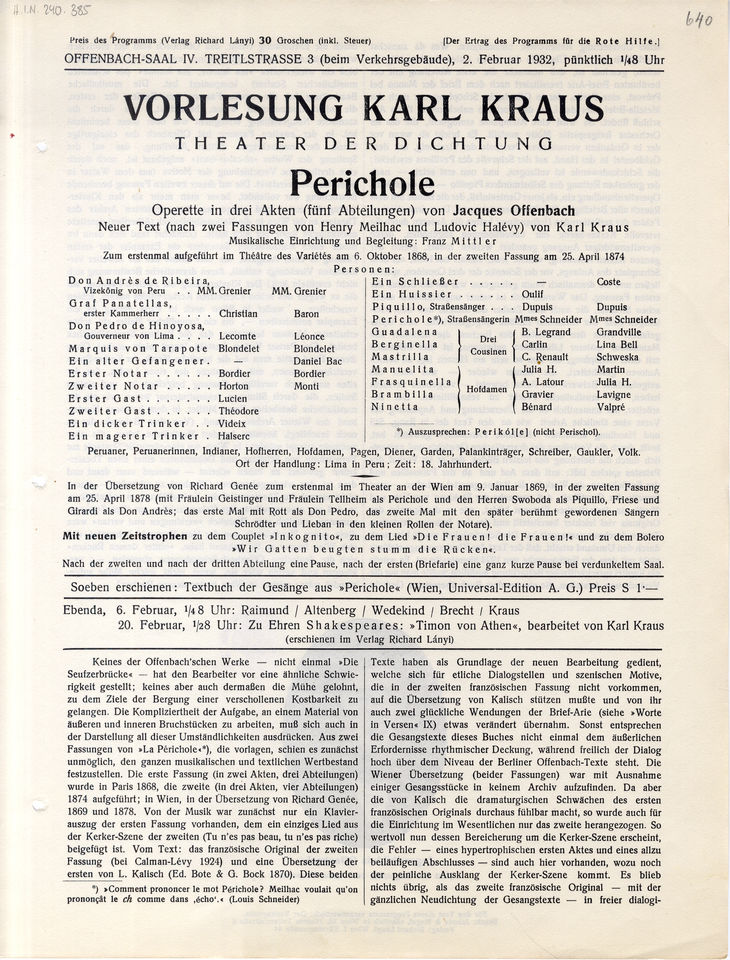 H.I.N. 240.385
640
Preis des Programms (Verlag Richard Lányi) 30 Groschen (inkl. Steuer) [Der Ertrag des Programms für die Rote Hilfe.]
OFFENBACH-SAAL IV. TREITLSTRASSE 3 (beim Verkehrsgebäude), 2. Februar 1932, pünktlich 1/48 Uhr
VORLESUNG KARL KRAUS
THEATER DER DICHTUNG
Perichole
Operette in drei Akten (fünf Abteilungen) von Jacques Offenbach
Neuer Text (nach zwei Fassungen von Henry Meilhac und Ludovic Halévy) von Karl Kraus
Musikalische Einrichtung und Begleitung: Franz Mittler
Zum erstenmal aufgeführt im Théâtre des Variétés am 6. Oktober 1868, in der zweiten Fassung am 25. April 1874
Personen:
Don Andrès de Ribeira,
Vizekönig von Peru . . MM. Grenier MM. Grenier
Graf Panatellas,
erster Kammerherr . . . . . Christian Baron
Don Pedro de Hinoyosa,
Gouverneur von Lima . . . . Lecomte Léonce
Marquis von Tarapote Blondelet Blondelet
Ein alter Gefangener . — Daniel Bac
Erster Notar . . . . . . Bordier Bordier
Zweiter Notar . . . . . Horton Monti
Erster Gast . . . . . . . Lucien
Zweiter Gast . . . . . . Théodore
Ein dicker Trinker . . Videix
Ein magerer Trinker . Halserc
Ein Schließer . . . . . — Coste
Ein Huissier . . . . . . Oulif
Piquillo, Straßensänger . . . Dupuis Dupuis
Perichole*), Straßensängerin Mmes Schneider Mmes Schneider
Guadalena B. Legrand Grandville
Berginella Drei Cousinen Carlin Lina Bell
Mastrilla C. Renault Schweska
Manuelita Julia H. Martin
Frasquinella Hofdamen A. Latour Julia H.
Brambilla Gravier Lavigne
Ninetta Bénard Valpré
*) Auszusprechen: Perikól[e] (nicht Perischol).
Peruaner, Peruanerinnen, Indianer, Hofherren, Hofdamen, Pagen, Diener, Garden, Palankinträger, Schreiber, Gaukler, Volk.
Ort der Handlung: Lima in Peru; Zeit: 18. Jahrhundert.
In der Übersetzung von Richard Genée zum erstenmal im Theater an der Wien am 9. Januar 1869, in der zweiten Fassung
am 25. April 1878 (mit Fräulein Geistinger und Fräulein Tellheim als Perichole und den Herren Swoboda als Piquillo, Friese und
Girardi als Don Andrès; das erste Mal mit Rott als Don Pedro, das zweite Mal mit den später berühmt gewordenen Sängern
Schrödter und Lieban in den kleinen Rollen der Notare).
Mit neuen Zeitstrophen zu dem Couplet »Inkognito«, zu dem Lied »Die Frauen! die Frauen!« und zu dem Bolero
»Wir Gatten beugten stumm die Rücken«.
Nach der zweiten und nach der dritten Abteilung eine Pause, nach der ersten (Briefarie) eine ganz kurze Pause bei verdunkeltem Saal.
Soeben erschienen: Textbuch der Gesänge aus »Perichole« (Wien, Universal-Edition A. G.) Preis S 1·—
Ebenda, 6. Februar, 1/48 Uhr: Raimund / Altenberg / Wedekind / Brecht / Kraus
20. Februar, 1/28 Uhr: Zu Ehren Shakespeares: »Timon von Athen«, bearbeitet von Karl Kraus
(erschienen im Verlag Richard Lányi)
Keines der Offenbach'schen Werke — nicht einmal »Die
Seufzerbrücke« — hat den Bearbeiter vor eine ähnliche Schwie-
rigkeit gestellt; keines aber auch dermaßen die Mühe gelohnt,
zu dem Ziele der Bergung einer verschollenen Kostbarkeit zu
gelangen. Die Kompliziertheit der Aufgabe, an einem Material von
äußeren und inneren Bruchstücken zu arbeiten, muß sich auch in
der Darstellung all dieser Umständlichkeiten ausdrücken. Aus zwei
Fassungen von »La Périchole«*), die vorlagen, schien es zunächst
unmöglich, den ganzen musikalischen und textlichen Wertbestand
festzustellen. Die erste Fassung (in zwei Akten, drei Abteilungen)
wurde in Paris 1868, die zweite (in drei Akten, vier Abteilungen)
1874 aufgeführt; in Wien, in der Übersetzung von Richard Genée,
1869 und 1878. Von der Musik war zunächst nur ein Klavier-
auszug der ersten Fassung vorhanden, dem ein einziges Lied aus
der Kerker-Szene der zweiten (Tu n'es pas beau, tu n'es pas riche)
beigefügt ist. Vom Text: das französische Original der zweiten
Fassung (bei Calman-Lévy 1924) und eine Übersetzung der
ersten von L. Kalisch (Ed. Bote & G. Bock 1870). Diese beiden
*) »Comment prononcer le mot Périchole? Meilhac voulait qu'on
prononçât le ch comme dans ‚écho‘.« (Louis Schneider)
Texte haben als Grundlage der neuen Bearbeitung gedient,
welche sich für etliche Dialogstellen und szenischen Motive,
die in der zweiten französischen Fassung nicht vorkommen,
auf die Übersetzung von Kalisch stützen mußte und von ihr
auch zwei glückliche Wendungen der Brief-Arie (siehe »Worte
in Versen« IX) etwas verändert übernahm. Sonst entsprechen
die Gesangstexte dieses Buches nicht einmal dem äußerlichen
Erfordernisse rhythmischer Deckung, während freilich der Dialog
hoch über dem Niveau der Berliner Offenbach-Texte steht. Die
Wiener Übersetzung (beider Fassungen) war mit Ausnahme
einiger Gesangsstücke in keinem Archiv aufzufinden. Da aber
die von Kalisch die dramaturgischen Schwächen des ersten
französischen Originals durchaus fühlbar macht, so wurde auch für
die Einrichtung im Wesentlichen nur das zweite herangezogen. So
wertvoll nun dessen Bereicherung um die Kerker-Szene erscheint,
die Fehler — eines hypertrophischen ersten Aktes und eines allzu
beiläufigen Abschlusses — sind auch hier vorhanden, wozu noch
der peinliche Ausklang der Kerker-Szene kommt. Es blieb
nichts übrig, als das zweite französische Original — mit der
gänzlichen Neudichtung der Gesangstexte — in freier dialogi-